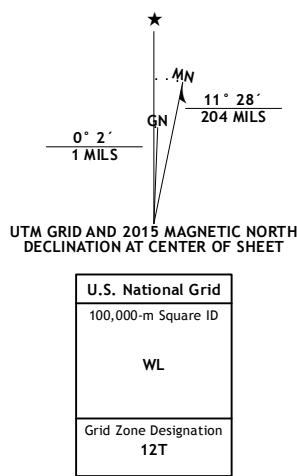 ★
MN
GN
11° 28´
204 MILS
0° 2´
1 MILS
UTM GRID AND 2015 MAGNETIC NORTH
DECLINATION AT CENTER OF SHEET
U.S. National Grid
100,000-m Square ID
WL
Grid Zone Designation
12T